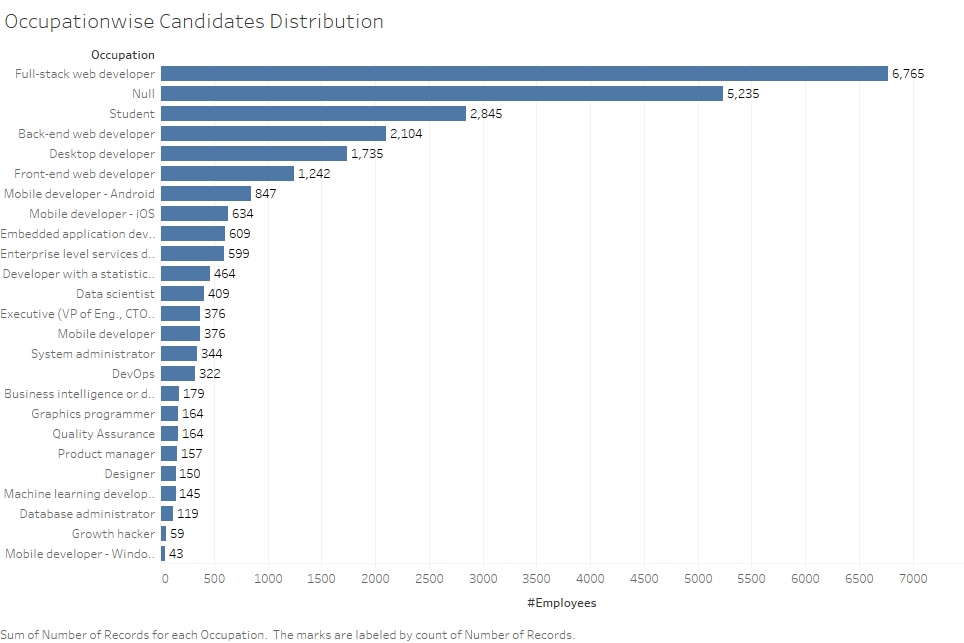 Occupationwise Candidates Distribution
Occupation
Full-stack web developer 6,765
Null 5,235
Student 2,845
Back-end web developer 2,104
Desktop developer 1,735
Front-end web developer 1,242
Mobile developer - Android 847
Mobile developer - iOS 634
Embedded application dev.. 609
Enterprise level services d.. 599
Developer with a statistic.. 464
Data scientist 409
Executive (VP of Eng., CTO.. 376
Mobile developer 376
System administrator 344
DevOps 322
Business intelligence or d.. 179
Graphics programmer 164
Quality Assurance 164
Product manager 157
Designer 150
Machine learning develop.. 145
Database administrator 119
Growth hacker 59
Mobile developer - Windo.. 43
0 500 1000 1500 2000 2500 3000 3500 4000 4500 5000 5500 6000 6500 7000
#Employees
Sum of Number of Records for each Occupation. The marks are labeled by count of Number of Records.